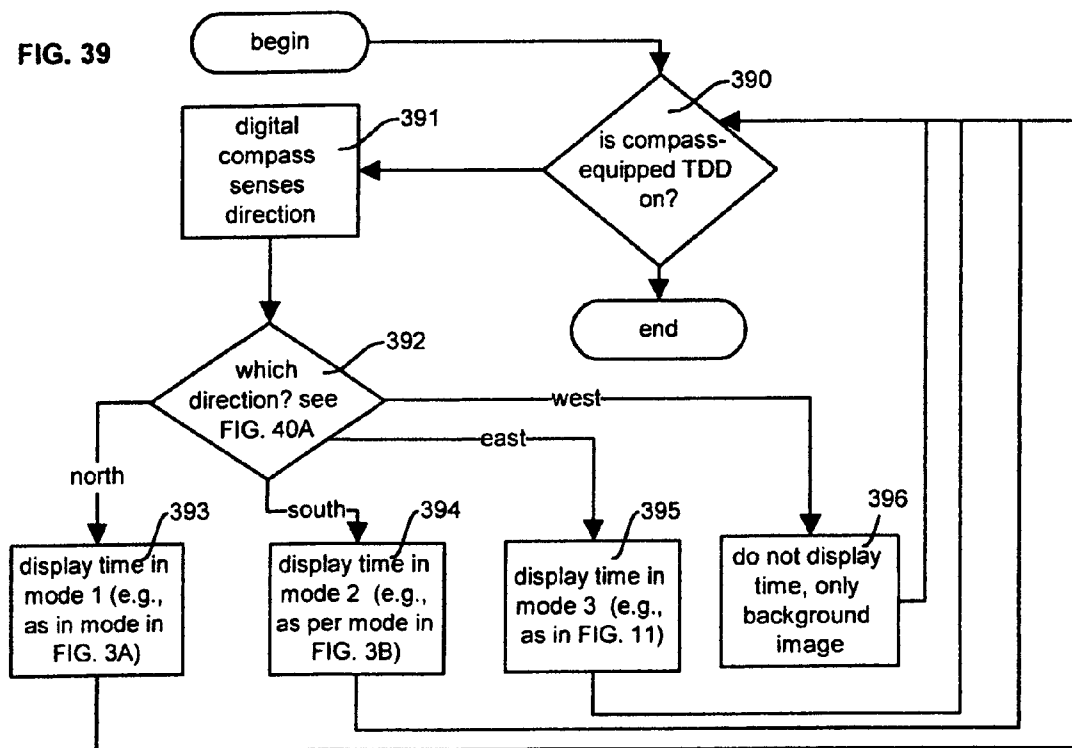 FIG. 39
begin
390
is compass-
equipped TDD
on?
391
digital
compass
senses
direction
end
392
which
direction? see
FIG. 40A
west
east
north
south
393
display time in
mode 1 (e.g.,
as in mode in
FIG. 3A)
394
display time in
mode 2 (e.g.,
as per mode in
FIG. 3B)
395
display time in
mode 3 (e.g.,
as in FIG. 11)
396
do not display
time, only
background
image